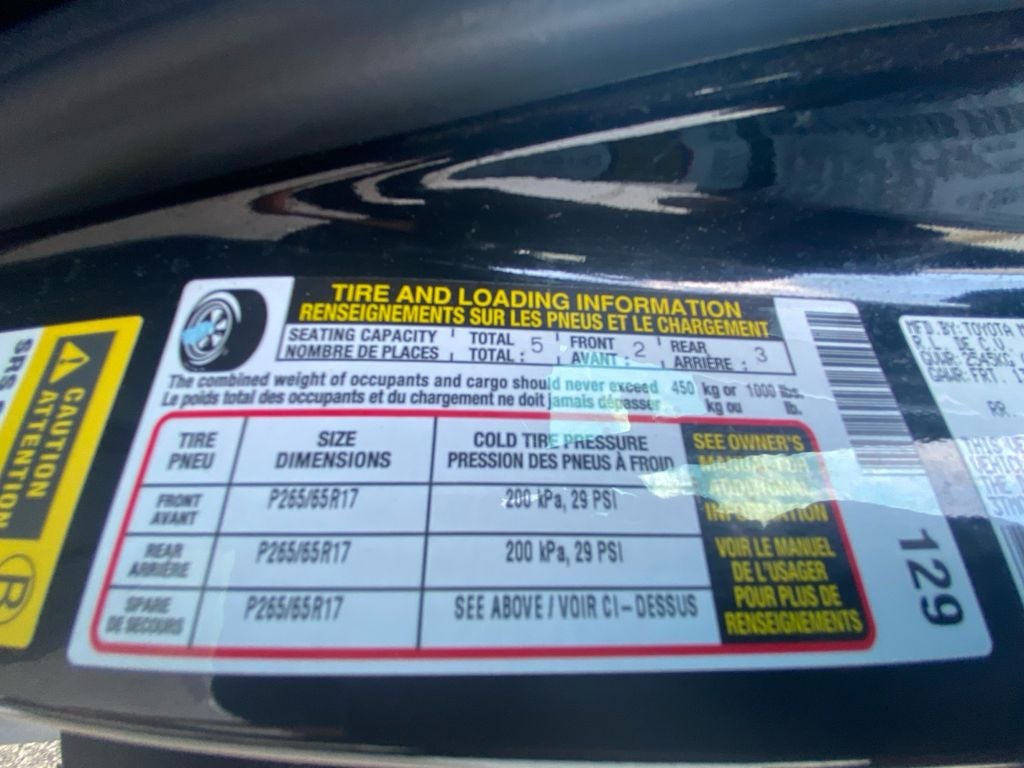 TIRE AND LOADING INFORMATION
RENSEIGNEMENTS SUR LES PNEUS ET LE CHARGEMENT
SEATING CAPACITY TOTAL 5 FRONT 2 REAR 3
NOMBRE DE PLACES TOTAL : AVANT : ARRIÈRE :
The combined weight of occupants and cargo should never exceed 450 kg or 1000 lbs.
Le poids total des occupants et du chargement ne doit jamais dépasser kg ou lb.
TIRE SIZE COLD TIRE PRESSURE
PNEU DIMENSIONS PRESSION DES PNEUS À FROID
FRONT P265/65R17 200 kPa, 29 PSI
AVANT
REAR P265/65R17 200 kPa, 29 PSI
ARRIÈRE
SPARE P265/65R17 SEE ABOVE / VOIR CI-DESSUS
DE SECOURS
SEE OWNER'S
MANUAL FOR
ADDITIONAL
INFORMATION
VOIR LE MANUEL
DE L'USAGER
POUR PLUS DE
RENSEIGNEMENTS
129
CAUTION
ATTENTION
SRS
R
MFD. BY: TOYOTA
R.L. DE C.V.
RR.